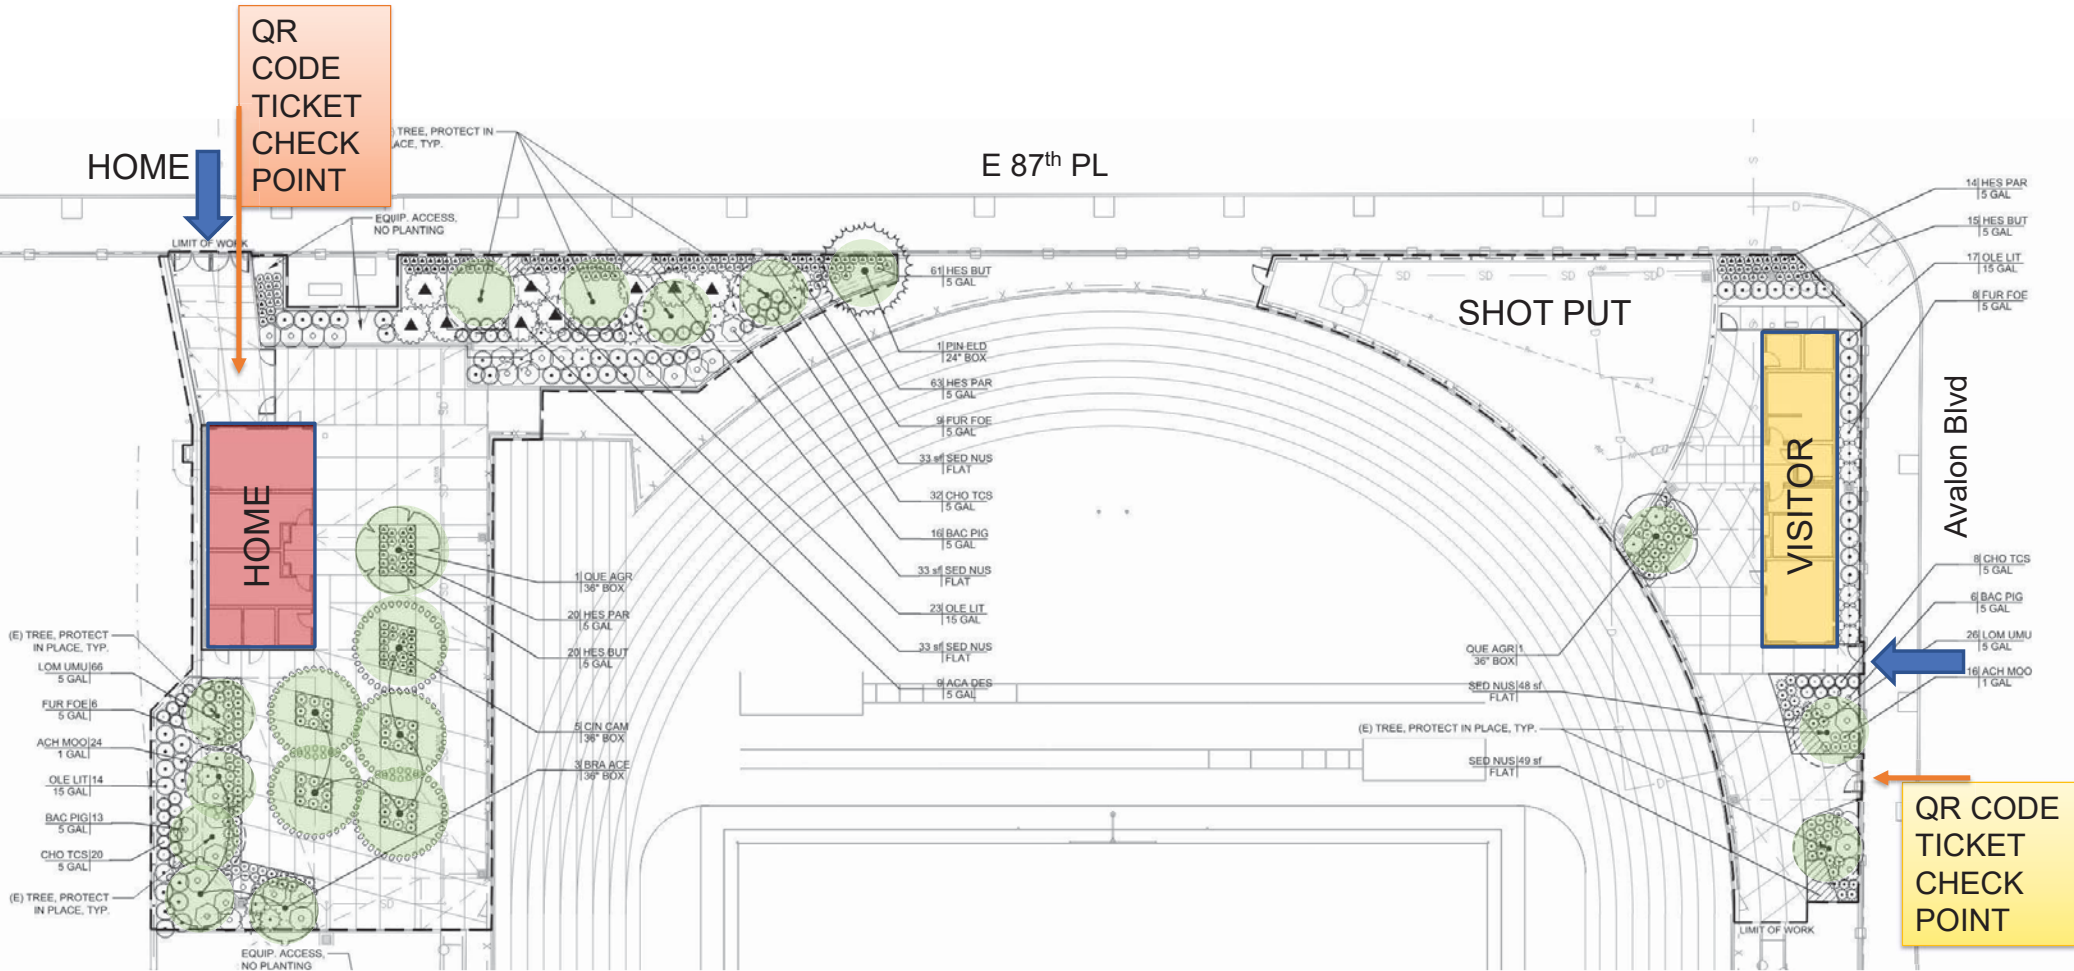 QR
CODE
TICKET
CHECK
POINT
HOME
) TREE, PROTECT IN
ACE, TYP.
E 87th PL
EQUIP. ACCESS,
NO PLANTING
LIMIT OF WORK
SHOT PUT
HOME
VISITOR
Avalon Blvd
61 HES BUT
5 GAL
1 PIN ELD
24" BOX
63 HES PAR
5 GAL
9 FUR FOE
5 GAL
33 sf SED NUS
FLAT
32 CHO TCS
5 GAL
16 BAC PIG
5 GAL
33 sf SED NUS
FLAT
23 OLE LIT
15 GAL
33 sf SED NUS
FLAT
9 ACA DES
5 GAL
14 HES PAR
5 GAL
15 HES BUT
5 GAL
17 OLE LIT
15 GAL
8 FUR FOE
5 GAL
8 CHO TCS
5 GAL
6 BAC PIG
5 GAL
26 LOM UMU
5 GAL
16 ACH MOO
1 GAL
1 QUE AGR
36" BOX
20 HES PAR
5 GAL
20 HES BUT
5 GAL
5 CIN CAM
36" BOX
3 BRA ACE
36" BOX
(E) TREE, PROTECT
IN PLACE, TYP.
LOM UMU 66
5 GAL
FUR FOE 6
5 GAL
ACH MOO 24
1 GAL
OLE LIT 14
15 GAL
BAC PIG 13
5 GAL
CHO TCS 20
5 GAL
(E) TREE, PROTECT
IN PLACE, TYP.
EQUIP. ACCESS,
NO PLANTING
QUE AGR 1
36" BOX
SED NUS 48 sf
FLAT
(E) TREE, PROTECT IN PLACE, TYP.
SED NUS 49 sf
FLAT
LIMIT OF WORK
QR CODE
TICKET
CHECK
POINT
SD
SD
SD
SD
D
D
S
S
SD